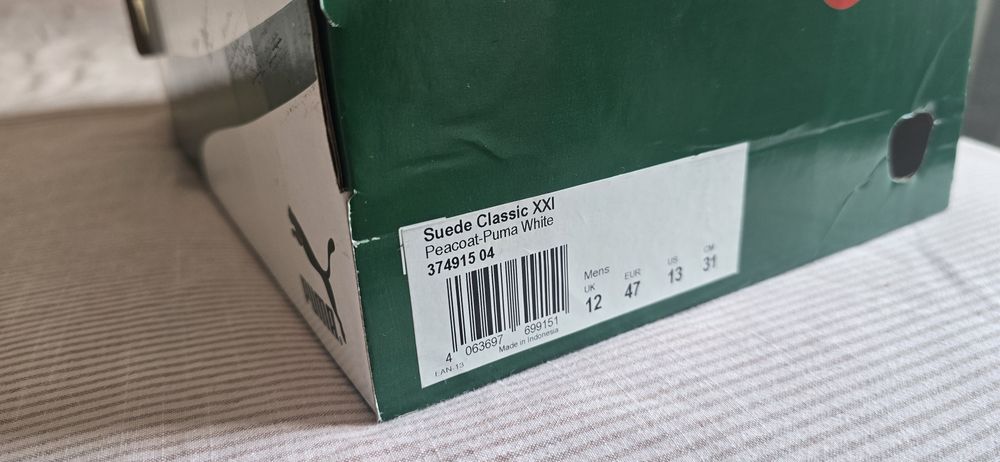 Suede Classic XXI
Peacoat-Puma White
374915 04
4 063697 699151
EAN-13
Made in Indonesia
Mens
UK EUR US CM
12 47 13 31
PUMA